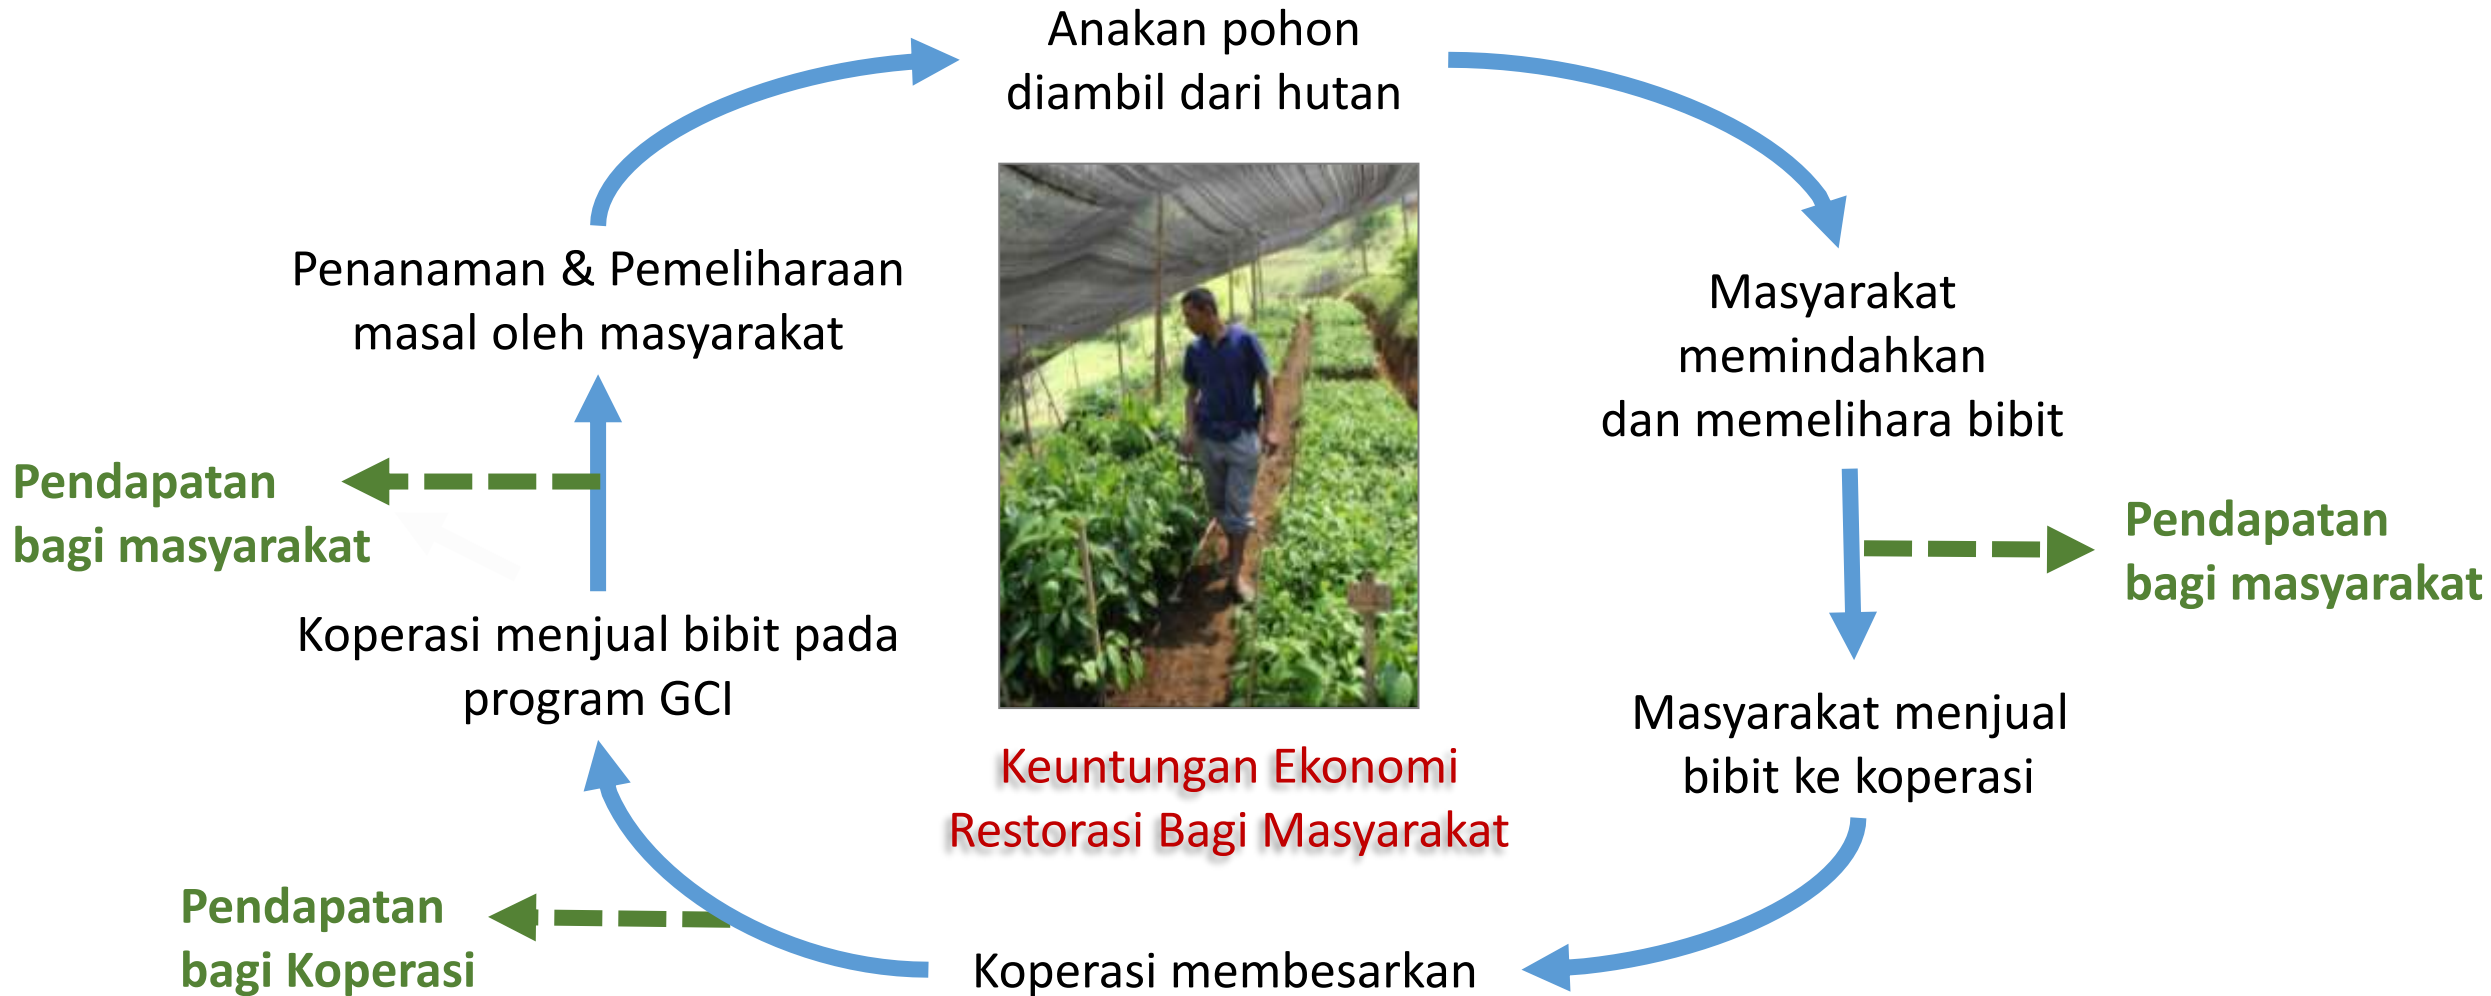 Anakan pohon
diambil dari hutan
Masyarakat
memindahkan
dan memelihara bibit
Pendapatan
bagi masyarakat
Masyarakat menjual
bibit ke koperasi
Koperasi membesarkan
Pendapatan
bagi Koperasi
Koperasi menjual bibit pada
program GCI
Pendapatan
bagi masyarakat
Penanaman & Pemeliharaan
masal oleh masyarakat
Keuntungan Ekonomi
Restorasi Bagi Masyarakat